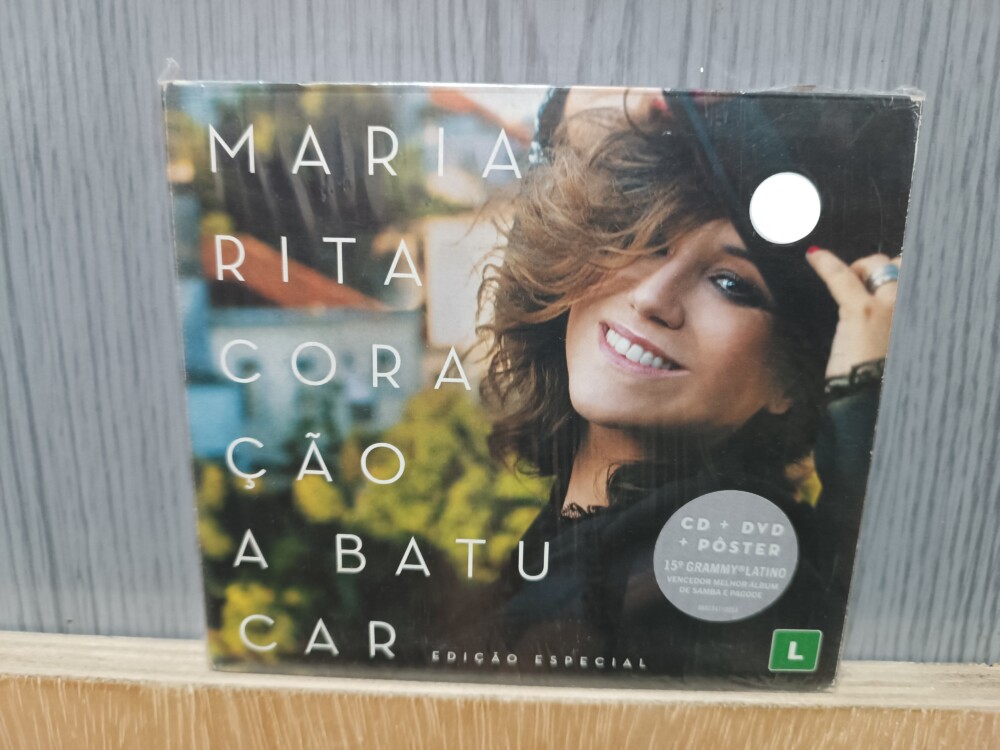 MARIA
RITA
CORA
ÇÃO
A BATU
CAR
EDIÇÃO ESPECIAL
CD + DVD
+ PÔSTER
15º GRAMMY®LATINO
VENCEDOR MELHOR ÁLBUM
DE SAMBA E PAGODE
L